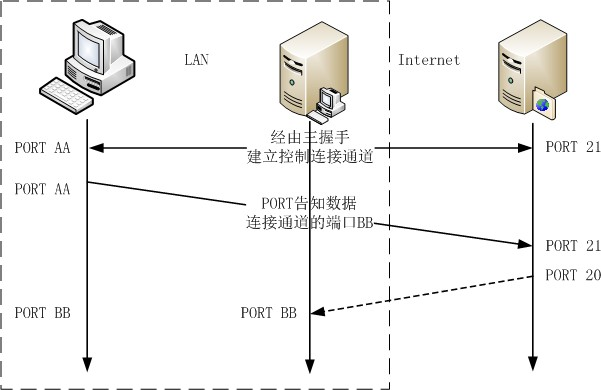 LAN
Internet
经由三握手
建立控制连接通道
PORT AA
PORT 21
PORT AA
PORT告知数据
连接通道的端口BB
PORT 21
PORT 20
PORT BB
PORT BB